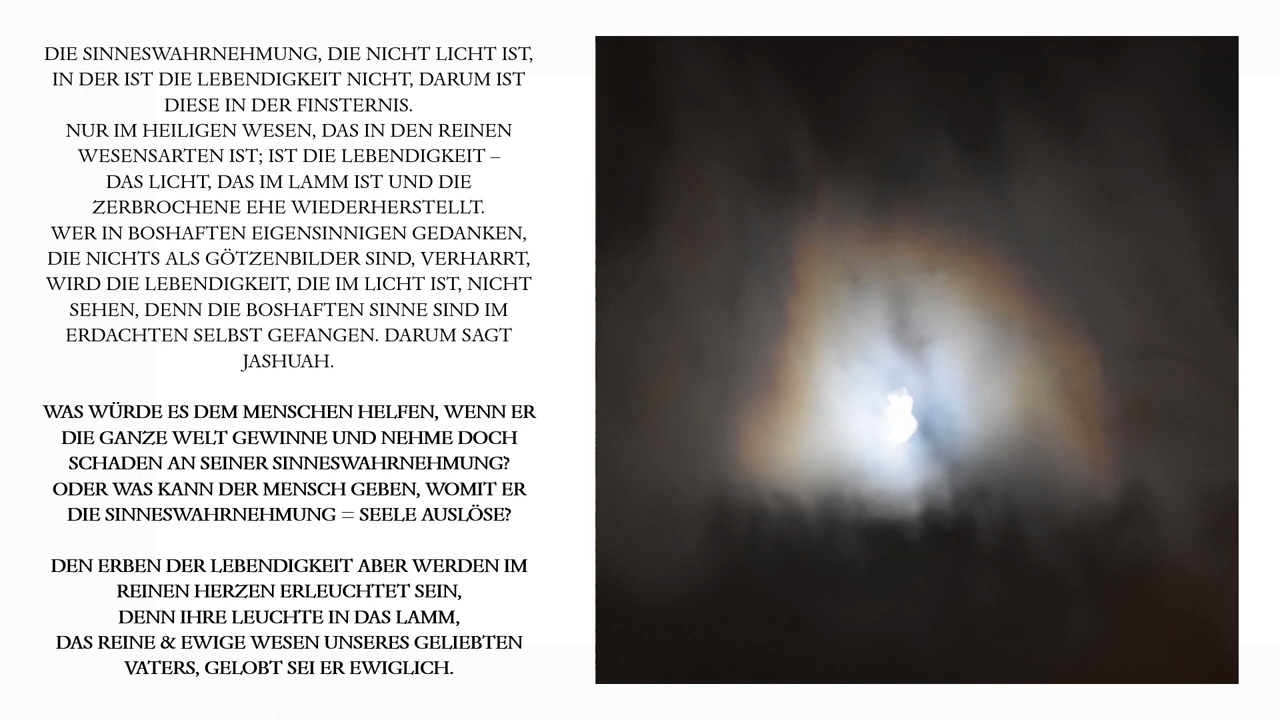 DIE SINNESWAHRNEHMUNG, DIE NICHT LICHT IST,
IN DER IST DIE LEBENDIGKEIT NICHT, DARUM IST
DIESE IN DER FINSTERNIS.
NUR IM HEILIGEN WESEN, DAS IN DEN REINEN
WESENSARTEN IST; IST DIE LEBENDIGKEIT –
DAS LICHT, DAS IM LAMM IST UND DIE
ZERBROCHENE EHE WIEDERHERSTELLT.
WER IN BOSHAFTEN EIGENSINNIGEN GEDANKEN,
DIE NICHTS ALS GÖTZENBILDER SIND, VERHARRT,
WIRD DIE LEBENDIGKEIT, DIE IM LICHT IST, NICHT
SEHEN, DENN DIE BOSHAFTEN SINNE SIND IM
ERDACHTEN SELBST GEFANGEN. DARUM SAGT
JASHUAH.
WAS WÜRDE ES DEM MENSCHEN HELFEN, WENN ER
DIE GANZE WELT GEWINNE UND NEHME DOCH
SCHADEN AN SEINER SINNESWAHRNEHMUNG?
ODER WAS KANN DER MENSCH GEBEN, WOMIT ER
DIE SINNESWAHRNEHMUNG = SEELE AUSLÖSE?
DEN ERBEN DER LEBENDIGKEIT ABER WERDEN IM
REINEN HERZEN ERLEUCHTET SEIN,
DENN IHRE LEUCHTE IN DAS LAMM,
DAS REINE & EWIGE WESEN UNSERES GELIEBTEN
VATERS, GELOBT SEI ER EWIGLICH.